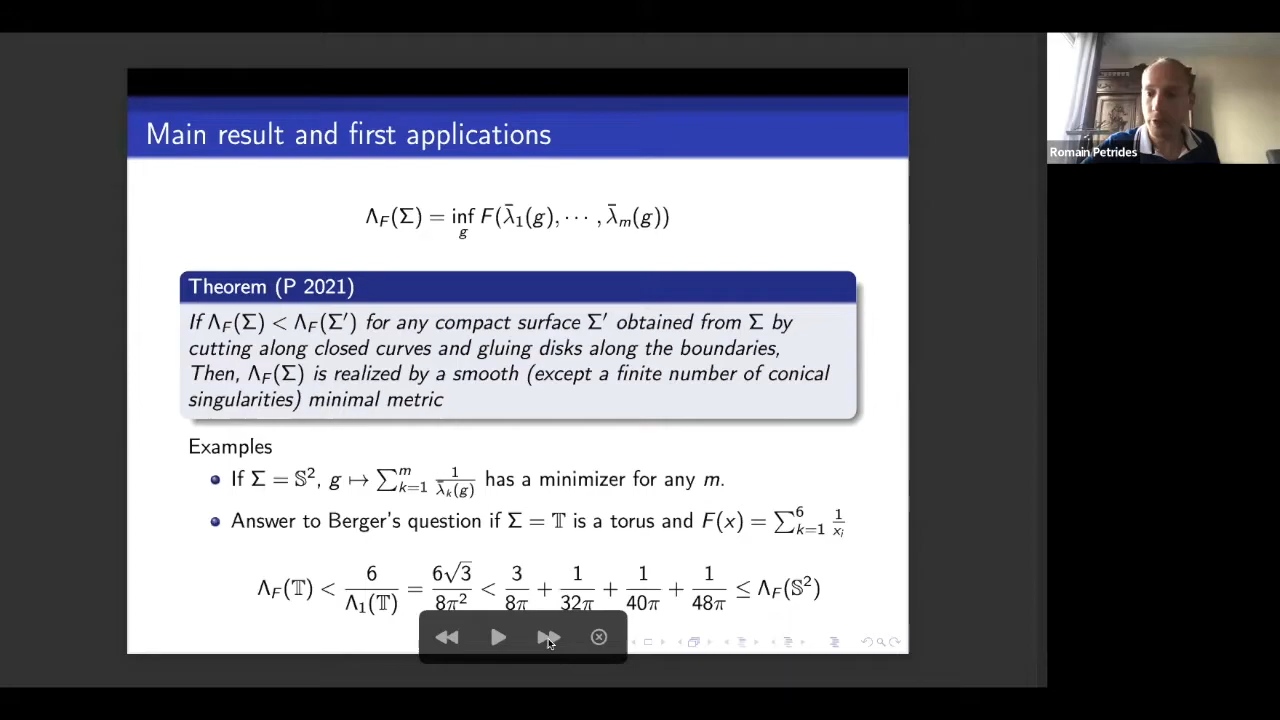 Main result and first applications
Λ_F(Σ) = inf_g F(λ̄_1(g), ⋯ , λ̄_m(g))
Theorem (P 2021)
If Λ_F(Σ) < Λ_F(Σ′) for any compact surface Σ′ obtained from Σ by
cutting along closed curves and gluing disks along the boundaries,
Then, Λ_F(Σ) is realized by a smooth (except a finite number of conical
singularities) minimal metric
Examples
If Σ = 𝕊², g ↦ ∑_{k=1}^m 1/λ̄_k(g) has a minimizer for any m.
Answer to Berger's question if Σ = 𝕋 is a torus and F(x) = ∑_{k=1}^6 1/x_i
Λ_F(𝕋) < 6/Λ_1(𝕋) = 6√3/8π² < 3/8π + 1/32π + 1/40π + 1/48π ≤ Λ_F(𝕊²)
Romain Petrides